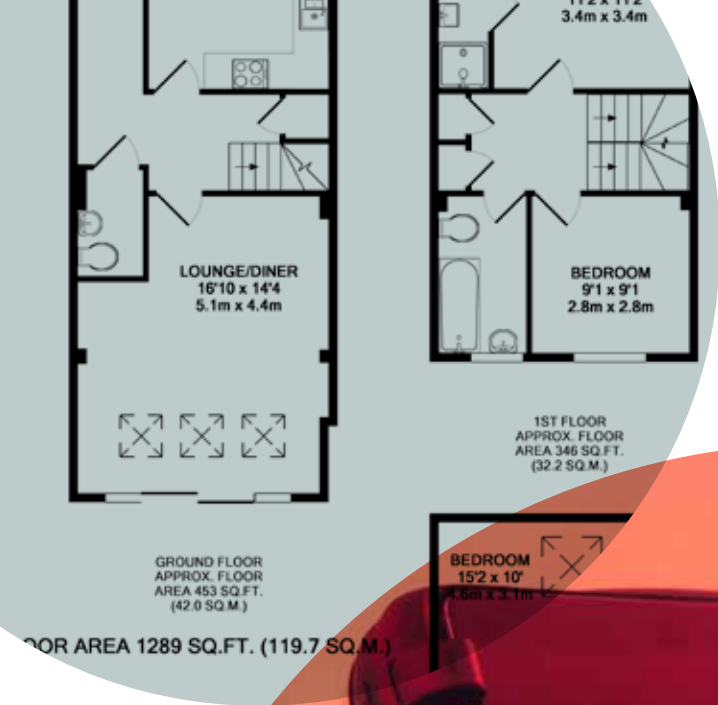 3.4m x 3.4m
LOUNGE/DINER
16'10 x 14'4
5.1m x 4.4m
BEDROOM
9'1 x 9'1
2.8m x 2.8m
1ST FLOOR
APPROX. FLOOR
AREA 346 SQ.FT.
(32.2 SQ.M.)
GROUND FLOOR
APPROX. FLOOR
AREA 453 SQ.FT.
(42.0 SQ.M.)
BEDROOM
15'2 x 10'
4.6m x 3.1m
AREA 1289 SQ.FT. (119.7 SQ.M.)